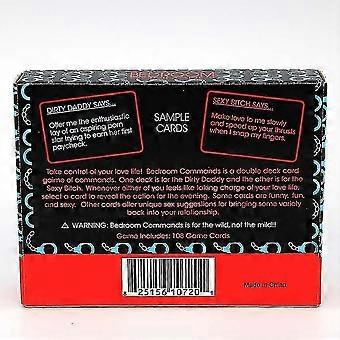 BEDROOM
DIRTY DADDY SAYS...
Offer me the enthusiastic
lay of an aspiring porn
star trying to earn her first
paycheck.
SAMPLE
CARDS
SEXY BITCH SAYS...
Make love to me slowly
and speed up your thrusts
when I snap my fingers.
Take control of your love life! Bedroom Commands is a double deck card
game of commands. One deck is for the Dirty Daddy and the other is for the
Sexy Bitch. Whenever either of you feels like taking charge of your love life,
select a card to reveal the action for the evening. Some cards are funny, fun,
and sexy. Other cards offer unique sex suggestions for bringing some variety
back into your relationship.
⚠ WARNING: Bedroom Commands is for the wild, not the mild!!!
Game Includes: 108 Game Cards
8 25156 10720 1
Made in China